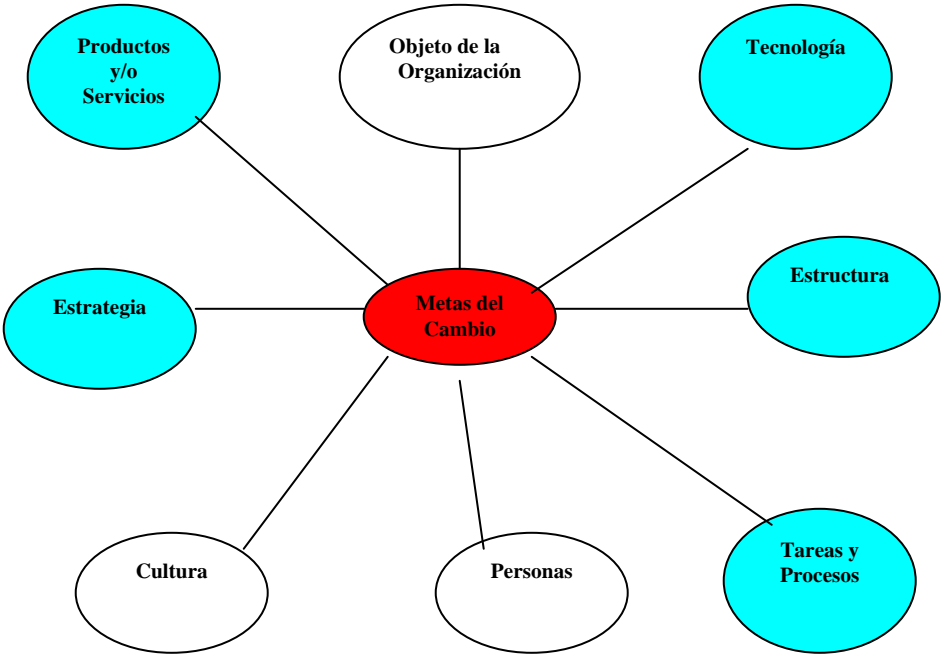 Productos
y/o
Servicios
Objeto de la
Organización
Tecnología
Estrategia
Metas del
Cambio
Estructura
Cultura
Personas
Tareas y
Procesos